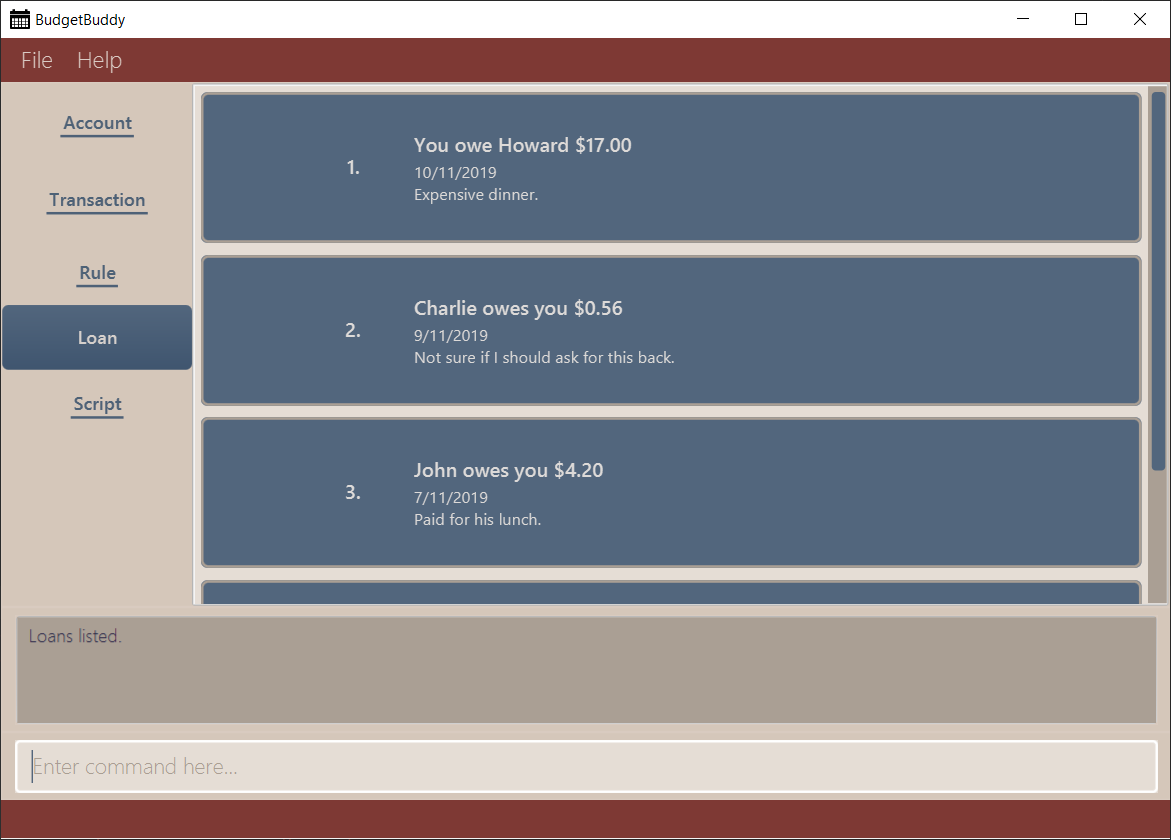 BudgetBuddy
File Help
Account
Transaction
Rule
Loan
Script
1.
You owe Howard $17.00
10/11/2019
Expensive dinner.
2.
Charlie owes you $0.56
9/11/2019
Not sure if I should ask for this back.
3.
John owes you $4.20
7/11/2019
Paid for his lunch.
Loans listed.
Enter command here...